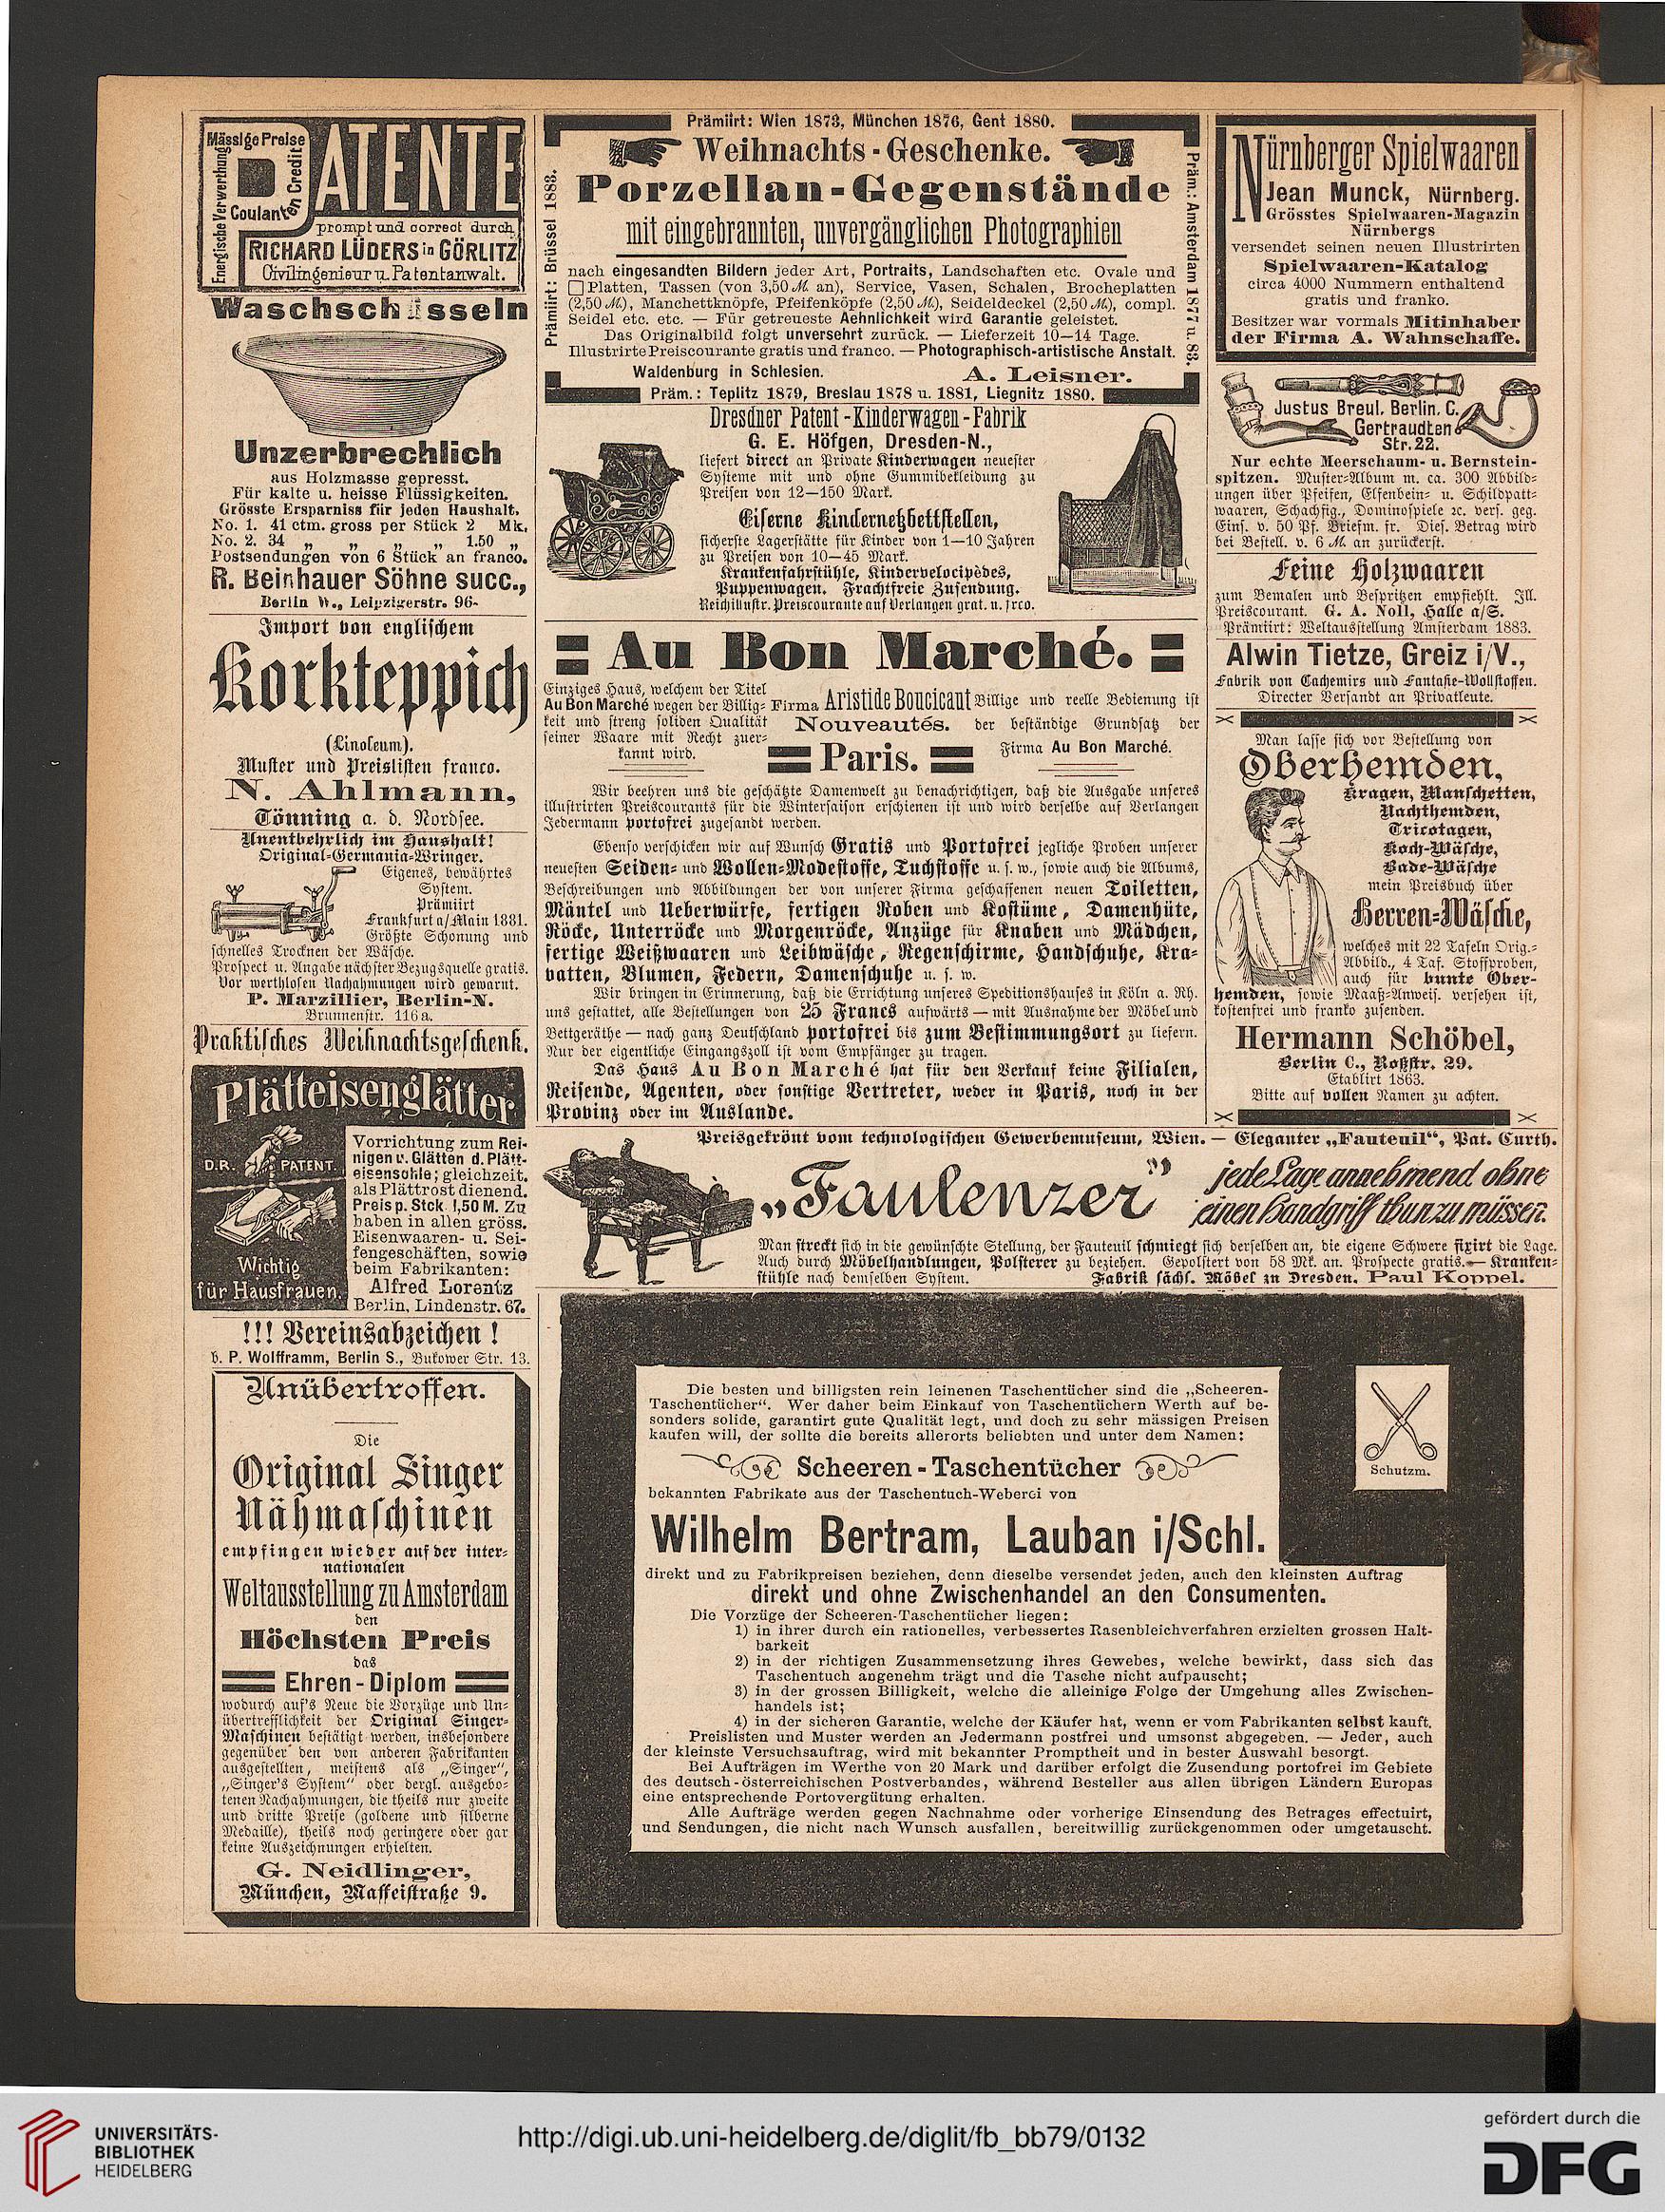 Mässige Preise
PATENTE
Energische Verwerthung
Coulanten Credit
prompt und correct durch
RICHARD LÜDERS in GÖRLITZ
Civilingenieur u. Patentanwalt.
Waschschüsseln
Unzerbrechlich
aus Holzmasse gepresst.
Für kalte u. heisse Flüssigkeiten.
Grösste Ersparniss für jeden Haushalt.
No. 1. 41 ctm. gross per Stück 2 Mk.
No. 2. 34 „ „ „ „ 1.50 „
Postsendungen von 6 Stück an franco.
R. Beinhauer Söhne succ.,
Berlin W., Leipzigerstr. 96.
Import von englischem
Korkteppich
(Linoleum).
Muster und Preislisten franco.
N. Ahlmann,
Tönning a. d. Nordsee.
Unentbehrlich im Haushalt!
Original-Germania-Wringer.
Eigenes, bewährtes
System.
Prämiirt
Frankfurt a/Main 1881.
Größte Schonung und
schnelles Trocknen der Wäsche.
Prospect u. Angabe nächster Bezugsquelle gratis.
Vor werthlosen Nachahmungen wird gewarnt.
P. Marzillier, Berlin-N.
Brunnenstr. 116a.
Praktisches Weihnachtsgeschenk.
Plätteisenglätter
D.R. PATENT
Wichtig
für Hausfrauen.
Vorrichtung zum Rei-
nigen u. Glätten d. Plätt-
eisensohle; gleichzeit.
als Plättrost dienend.
Preis p. Stck. 1,50 M. Zu
haben in allen gröss.
Eisenwaaren- u. Sei-
fengeschäften, sowie
beim Fabrikanten:
Alfred Lorentz
Berlin, Lindenstr. 67.
!!! Vereinsabzeichen !
b. P. Wolfframm, Berlin S., Bukower Str. 13.
Unübertroffen.
Die
Original Singer
Nähmaschinen
empfingen wieder auf der inter-
nationalen
Weltausstellung zu Amsterdam
den
Höchsten Preis
das
Ehren-Diplom
wodurch auf's Neue die Vorzüge und Un-
übertrefflichkeit der Original Singer-
Maschinen bestätigt werden, insbesondere
gegenüber den von anderen Fabrikanten
ausgestellten, meistens als „Singer",
„Singer's System" oder dergl. ausgebo-
tenen Nachahmungen, die theils nur zweite
und dritte Preise (goldene und silberne
Medaille), theils noch geringere oder gar
keine Auszeichnungen erhielten.
G. Neidlinger,
München, Maffeistraße 9.
Prämiirt: Wien 1873, München 1876, Gent 1880.
Prämiirt: Brüssel 1883.
Präm.: Amsterdam 1877 u. 83.
Weihnachts-Geschenke.
Porzellan-Gegenstände
mit eingebrannten, unvergänglichen Photographien
nach eingesandten Bildern jeder Art, Portraits, Landschaften etc. Ovale und
□ Platten, Tassen (von 3,50 M. an), Service, Vasen, Schalen, Brocheplatten
(2,50 M.), Manchettknöpfe, Pfeifenköpfe (2,50 M.), Seideldeckel (2,50 M.), compl.
Seidel etc. etc. — Für getreueste Aehnlichkeit wird Garantie geleistet.
Das Originalbild folgt unversehrt zurück. — Lieferzeit 10—14 Tage.
Illustrirte Preiscourante gratis und franco. — Photographisch-artistische Anstalt.
Waldenburg in Schlesien. A. Leisner.
Präm.: Teplitz 1879, Breslau 1878 u. 1881, Liegnitz 1880.
Dresdner Patent-Kinderwagen-Fabrik
G. E. Höfgen, Dresden-N.,
liefert direct an Private Kinderwagen neuester
Systeme mit und ohne Gummibekleidung zu
Preisen von 12—150 Mark.
Eiserne Kindernetzbettstellen,
sicherste Lagerstätte für Kinder von 1—10 Jahren
zu Preisen von 10—45 Mark.
Krankenfahrstühle, Kindervelocipèdes,
Puppenwagen. Frachtfreie Zusendung.
Reich illustr. Preiscourante auf Verlangen grat. u. frco.
Au Bon Marché.
Einziges Haus, welchem der Titel
Au Bon Marché wegen der Billig-
keit und streng soliden Qualität
seiner Waare mit Recht zuer-
kannt wird.
Firma Aristide Boucicaut
Nouveautés.
Paris.
Billige und reelle Bedienung ist
der beständige Grundsatz der
Firma Au Bon Marché.
Wir beehren uns die geschätzte Damenwelt zu benachrichtigen, daß die Ausgabe unseres
illustrirten Preiscourants für die Wintersaison erschienen ist und wird derselbe auf Verlangen
Jedermann portofrei zugesandt werden.
Ebenso verschicken wir auf Wunsch Gratis und Portofrei jegliche Proben unserer
neuesten Seiden- und Wollen-Modestoffe, Tuchstoffe u. s. w., sowie auch die Albums,
Beschreibungen und Abbildungen der von unserer Firma geschaffenen neuen Toiletten,
Mäntel und Ueberwürfe, fertigen Roben und Kostüme, Damenhüte,
Röcke, Unterröcke und Morgenröcke, Anzüge für Knaben und Mädchen,
fertige Weißwaaren und Leibwäsche, Regenschirme, Handschuhe, Kra-
vatten, Blumen, Federn, Damenschuhe u. s. w.
Wir bringen in Erinnerung, daß die Errichtung unseres Speditionshauses in Köln a. Rh.
uns gestattet, alle Bestellungen von 25 Francs aufwärts — mit Ausnahme der Möbel und
Bettgeräthe — nach ganz Deutschland portofrei bis zum Bestimmungsort zu liefern.
Nur der eigentliche Eingangszoll ist vom Empfänger zu tragen.
Das Haus Au Bon Marché hat für den Verkauf keine Filialen,
Reisende, Agenten, oder sonstige Vertreter, weder in Paris, noch in der
Provinz oder im Auslande.
Nürnberger Spielwaaren
Jean Munck, Nürnberg.
Grösstes Spielwaaren-Magazin
Nürnbergs
versendet seinen neuen Illustrirten
Spielwaaren-Katalog
circa 4000 Nummern enthaltend
gratis und franko.
Besitzer war vormals Mitinhaber
der Firma A. Wahnschaffe.
Justus Breul, Berlin, C.
Gertraudten
Str. 22.
Nur echte Meerschaum- u. Bernstein-
spitzen. Muster-Album m. ca. 300 Abbild-
ungen über Pfeifen, Elfenbein- u. Schildpatt-
waaren, Schachfig., Dominospiele ꝛc. vers. geg.
Eins. v. 50 Pf. Briefm. fr. Dies. Betrag wird
bei Bestell. v. 6 M. an zurückerst.
Feine Holzwaaren
zum Bemalen und Bespritzen empfiehlt. Ill.
Preiscourant. G. A. Noll, Halle a/S.
Prämiirt: Weltausstellung Amsterdam 1883.
Alwin Tietze, Greiz i/V.,
Fabrik von Cachemirs und Fantasie-Wollstoffen.
Directer Versandt an Privatleute.
Man lasse sich vor Bestellung von
Oberhemden,
Kragen, Manschetten,
Nachthemden,
Tricotagen,
Koch-Wäsche,
Bade-Wäsche
mein Preisbuch über
Herren-Wäsche,
welches mit 22 Tafeln Orig.-
Abbild., 4 Taf. Stoffproben,
auch für bunte Ober-
hemden, sowie Maaß-Anweis. versehen ist,
kostenfrei und franko zusenden.
Hermann Schöbel,
Berlin C., Roßstr. 29.
Etablirt 1863.
Bitte auf vollen Namen zu achten.
Preisgekrönt vom technologischen Gewerbemuseum, Wien. — Eleganter „Fauteuil", Pat. Curth.
„Faulenzer"
jede Lage annehmend ohne
einen Handgriff thun zu müssen.
Man streckt sich in die gewünschte Stellung, der Fauteuil schmiegt sich derselben an, die eigene Schwere fixirt die Lage.
Auch durch Möbelhandlungen, Polsterer zu beziehen. Gepolstert von 58 Mk. an. Prospecte gratis. — Kranken-
stühle nach demselben System. Fabrik sächs. Möbel zu Dresden. Paul Koppel.
Die besten und billigsten rein leinenen Taschentücher sind die „Scheeren-
Taschentücher". Wer daher beim Einkauf von Taschentüchern Werth auf be-
sonders solide, garantirt gute Qualität legt, und doch zu sehr mässigen Preisen
kaufen will, der sollte die bereits allerorts beliebten und unter dem Namen:
Scheeren-Taschentücher
Schutzm.
bekannten Fabrikate aus der Taschentuch-Weberei von
Wilhelm Bertram, Lauban i/Schl.
direkt und zu Fabrikpreisen beziehen, denn dieselbe versendet jeden, auch den kleinsten Auftrag
direkt und ohne Zwischenhandel an den Consumenten.
Die Vorzüge der Scheeren-Taschentücher liegen:
1) in ihrer durch ein rationelles, verbessertes Rasenbleichverfahren erzielten grossen Halt-
barkeit
2) in der richtigen Zusammensetzung ihres Gewebes, welche bewirkt, dass sich das
Taschentuch angenehm trägt und die Tasche nicht aufpauscht;
3) in der grossen Billigkeit, welche die alleinige Folge der Umgehung alles Zwischen-
handels ist;
4) in der sicheren Garantie, welche der Käufer hat, wenn er vom Fabrikanten selbst kauft.
Preislisten und Muster werden an Jedermann postfrei und umsonst abgegeben. — Jeder, auch
der kleinste Versuchsauftrag, wird mit bekannter Promptheit und in bester Auswahl besorgt.
Bei Aufträgen im Werthe von 20 Mark und darüber erfolgt die Zusendung portofrei im Gebiete
des deutsch-österreichischen Postverbandes, während Besteller aus allen übrigen Ländern Europas
eine entsprechende Portovergütung erhalten.
Alle Aufträge werden gegen Nachnahme oder vorherige Einsendung des Betrages effectuirt,
und Sendungen, die nicht nach Wunsch ausfallen, bereitwillig zurückgenommen oder umgetauscht.
UNIVERSITÄTS-
BIBLIOTHEK
HEIDELBERG
http://digi.ub.uni-heidelberg.de/diglit/fb_bb79/0132
gefördert durch die
DFG